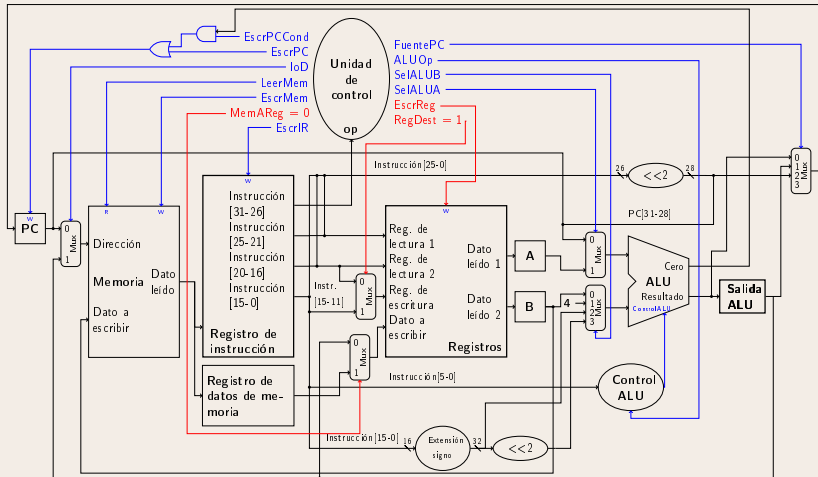 EscrPCCond
EscrPC
IoD
LeerMem
EscrMem
MemAReg = 0
EscrIR
Unidad
de
control
op
FuentePC
ALUOp
SelALUB
SelALUA
EscrReg
RegDest = 1
Instrucción[25-0]
26
<<2
28
0
1
2
3
Mux
PC[31-28]
W
PC
0
1
Mux
R
W
Dirección
Memoria
Dato
leído
Dato a
escribir
W
Instrucción
[31-26]
Instrucción
[25-21]
Instrucción
[20-16]
Instrucción
[15-0]
Registro de
instrucción
Registro de
datos de me-
moria
Instr.
[15-11]
0
1
Mux
0
1
Mux
W
Reg. de
lectura 1
Reg. de
lectura 2
Reg. de
escritura
Dato a
escribir
Dato
leído 1
Dato
leído 2
Registros
A
B
4
0
1
Mux
0
1
2
3
Mux
Cero
ALU
Resultado
ControlALU
Salida
ALU
Instrucción[5-0]
Control
ALU
Instrucción[15-0]
16
Extensión
signo
32
<<2